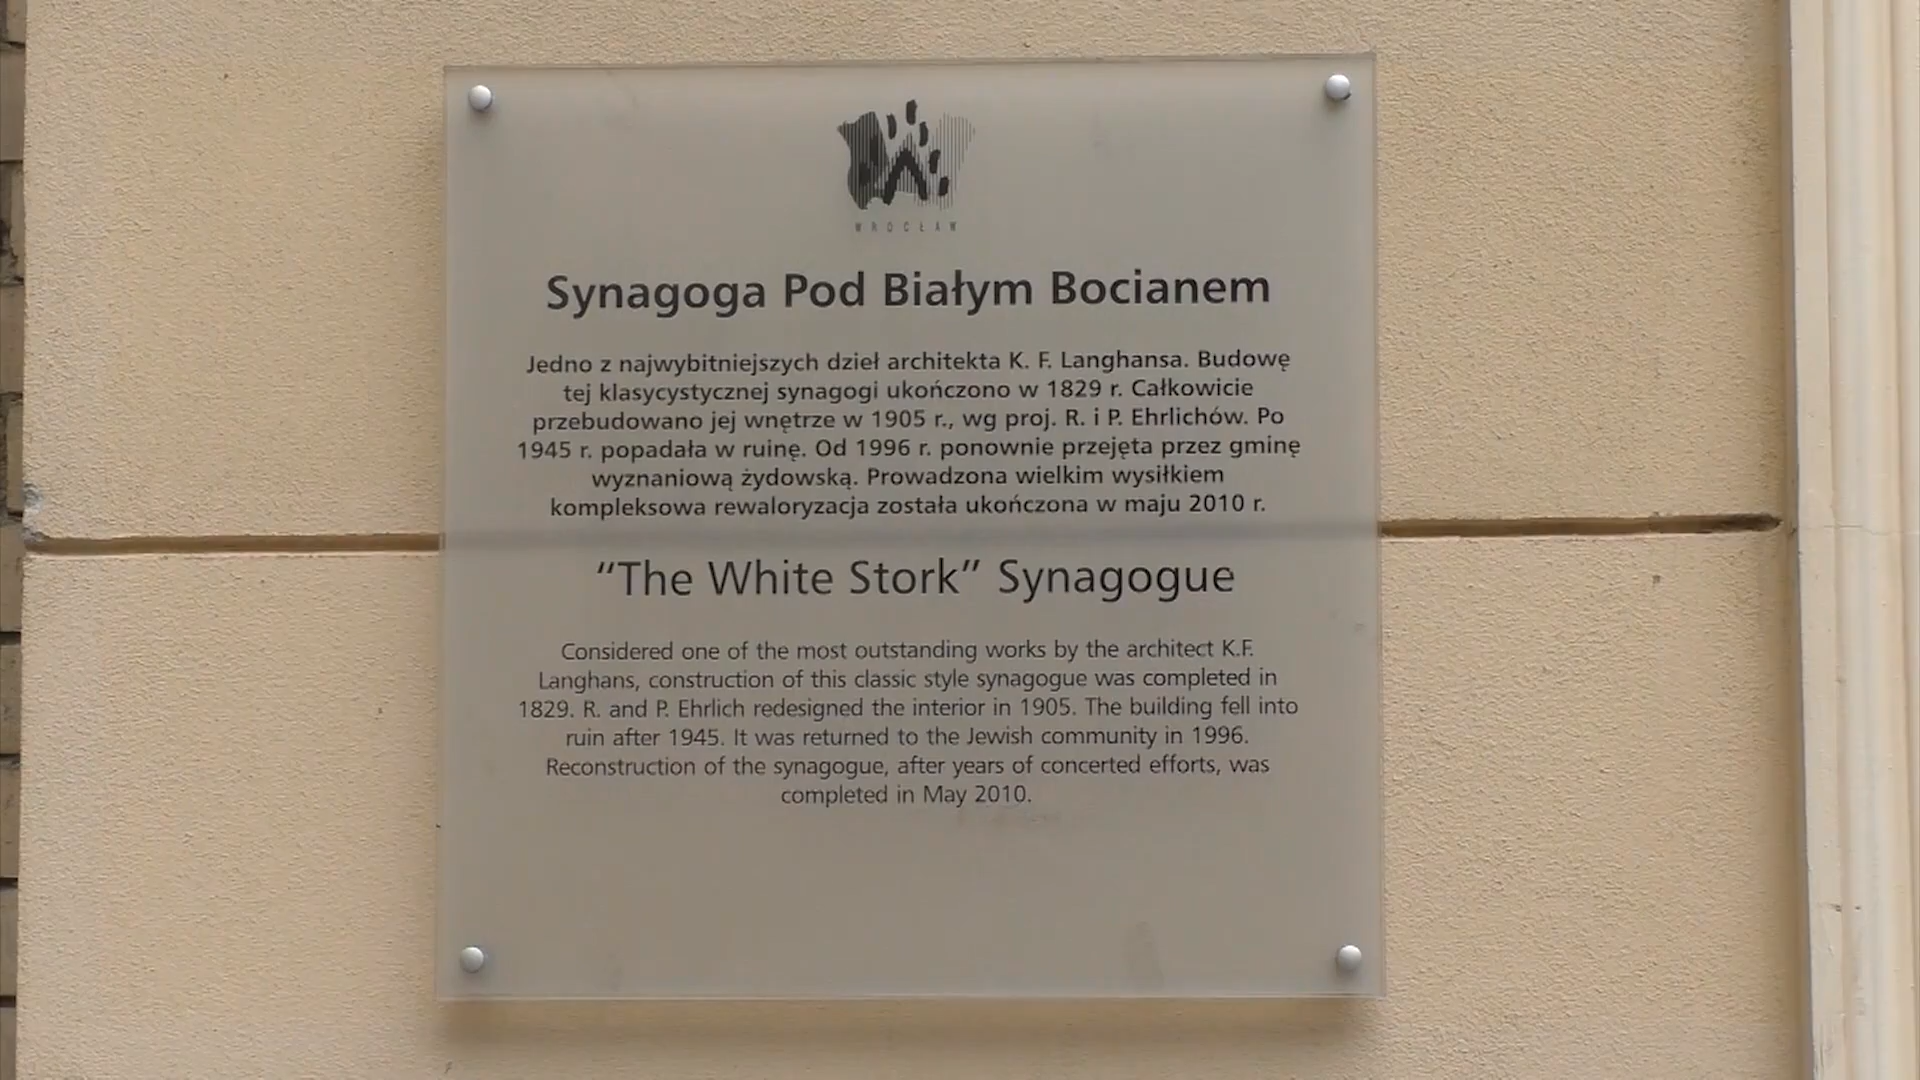 WROCŁAW
Synagoga Pod Białym Bocianem
Jedno z najwybitniejszych dzieł architekta K. F. Langhansa. Budowę
tej klasycystycznej synagogi ukończono w 1829 r. Całkowicie
przebudowano jej wnętrze w 1905 r., wg proj. R. i P. Ehrlichów. Po
1945 r. popadała w ruinę. Od 1996 r. ponownie przejęta przez gminę
wyznaniową żydowską. Prowadzona wielkim wysiłkiem
kompleksowa rewaloryzacja została ukończona w maju 2010 r.
“The White Stork” Synagogue
Considered one of the most outstanding works by the architect K.F.
Langhans, construction of this classic style synagogue was completed in
1829. R. and P. Ehrlich redesigned the interior in 1905. The building fell into
ruin after 1945. It was returned to the Jewish community in 1996.
Reconstruction of the synagogue, after years of concerted efforts, was
completed in May 2010.